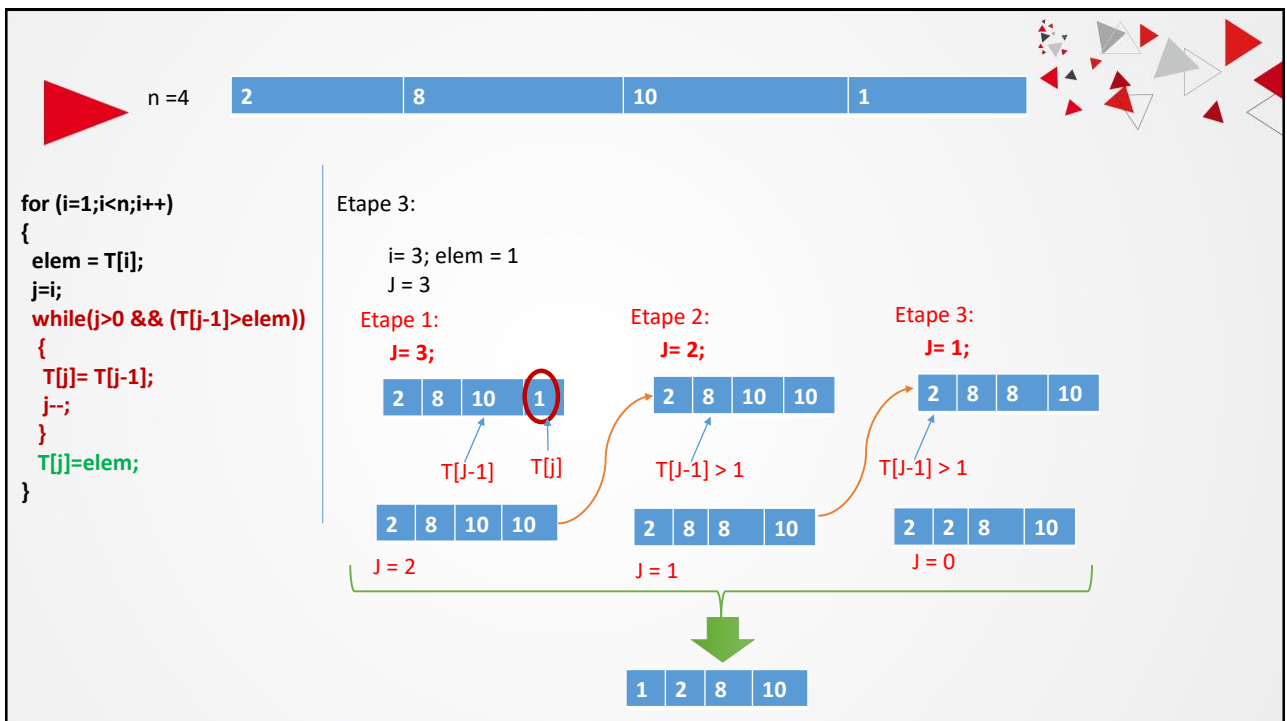 n =4
2 8 10 1
for (i=1;i<n;i++)
{
elem = T[i];
j=i;
while(j>0 && (T[j-1]>elem))
{
T[j]= T[j-1];
j--;
}
T[j]=elem;
}
Etape 3:
i= 3; elem = 1
J = 3
Etape 1:
J= 3;
2 8 10 1
T[J-1] T[j]
2 8 10 10
J = 2
Etape 2:
J= 2;
2 8 10 10
T[J-1] > 1
2 8 8 10
J = 1
Etape 3:
J= 1;
2 8 8 10
T[J-1] > 1
2 2 8 10
J = 0
1 2 8 10